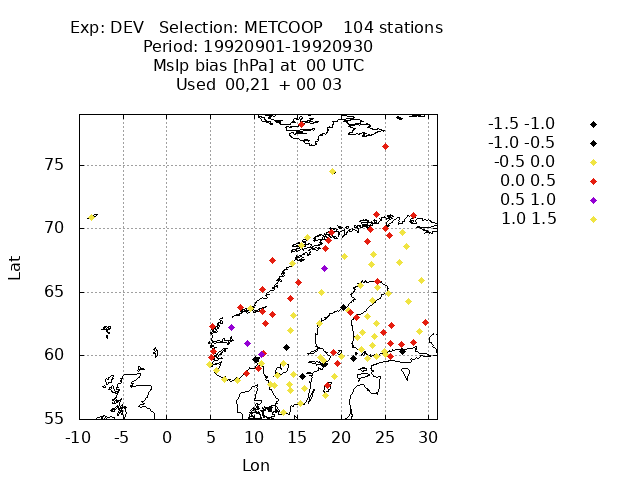 Exp: DEV Selection: METCOOP 104 stations
Period: 19920901-19920930
Mslp bias [hPa] at 00 UTC
Used 00,21 + 00 03
-1.5 -1.0
-1.0 -0.5
-0.5 0.0
0.0 0.5
0.5 1.0
1.0 1.5
75
70
65
60
55
Lat
-10 -5 0 5 10 15 20 25 30
Lon